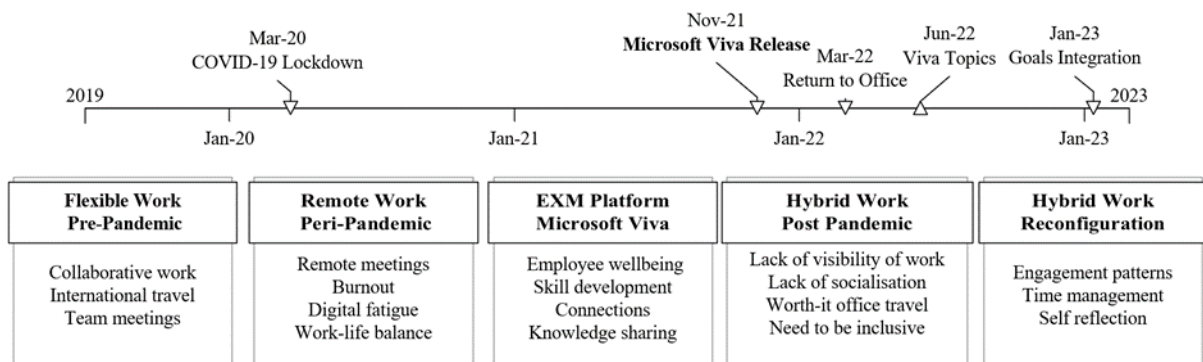 Mar-20
COVID-19 Lockdown
Nov-21
Microsoft Viva Release
Mar-22
Return to Office
Jun-22
Viva Topics
Jan-23
Goals Integration
2019
2023
Jan-20
Jan-21
Jan-22
Jan-23
Flexible Work
Pre-Pandemic
Collaborative work
International travel
Team meetings
Remote Work
Peri-Pandemic
Remote meetings
Burnout
Digital fatigue
Work-life balance
EXM Platform
Microsoft Viva
Employee wellbeing
Skill development
Connections
Knowledge sharing
Hybrid Work
Post Pandemic
Lack of visibility of work
Lack of socialisation
Worth-it office travel
Need to be inclusive
Hybrid Work
Reconfiguration
Engagement patterns
Time management
Self reflection